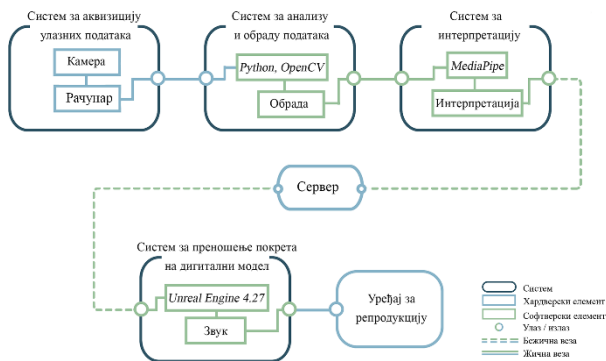 Систем за аквизицију
улазних података
Камера
Рачунар
Систем за анализу
и обраду података
Python, OpenCV
Обрада
Систем за
интерпретацију
MediaPipe
Интерпретација
Сервер
Систем за преношење покрета
на дигитални модел
Unreal Engine 4.27
Звук
Уређај за
репродукцију
Систем
Хардверски елемент
Софтверски елемент
Улаз / излаз
Бежична веза
Жична веза